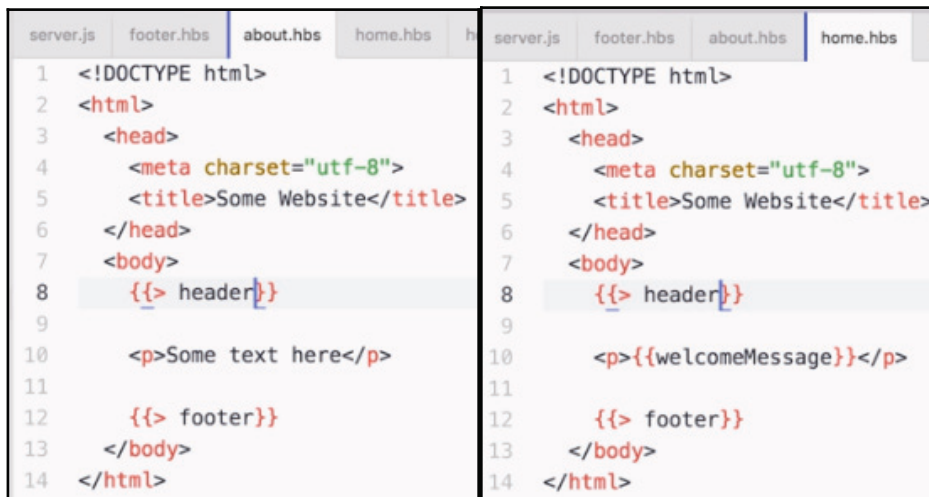 server.js footer.hbs about.hbs home.hbs
1 <!DOCTYPE html>
2 <html>
3 <head>
4 <meta charset="utf-8">
5 <title>Some Website</title>
6 </head>
7 <body>
8 {{> header}}
9
10 <p>Some text here</p>
11
12 {{> footer}}
13 </body>
14 </html>
server.js footer.hbs about.hbs home.hbs
1 <!DOCTYPE html>
2 <html>
3 <head>
4 <meta charset="utf-8">
5 <title>Some Website</title>
6 </head>
7 <body>
8 {{> header}}
9
10 <p>{{welcomeMessage}}</p>
11
12 {{> footer}}
13 </body>
14 </html>